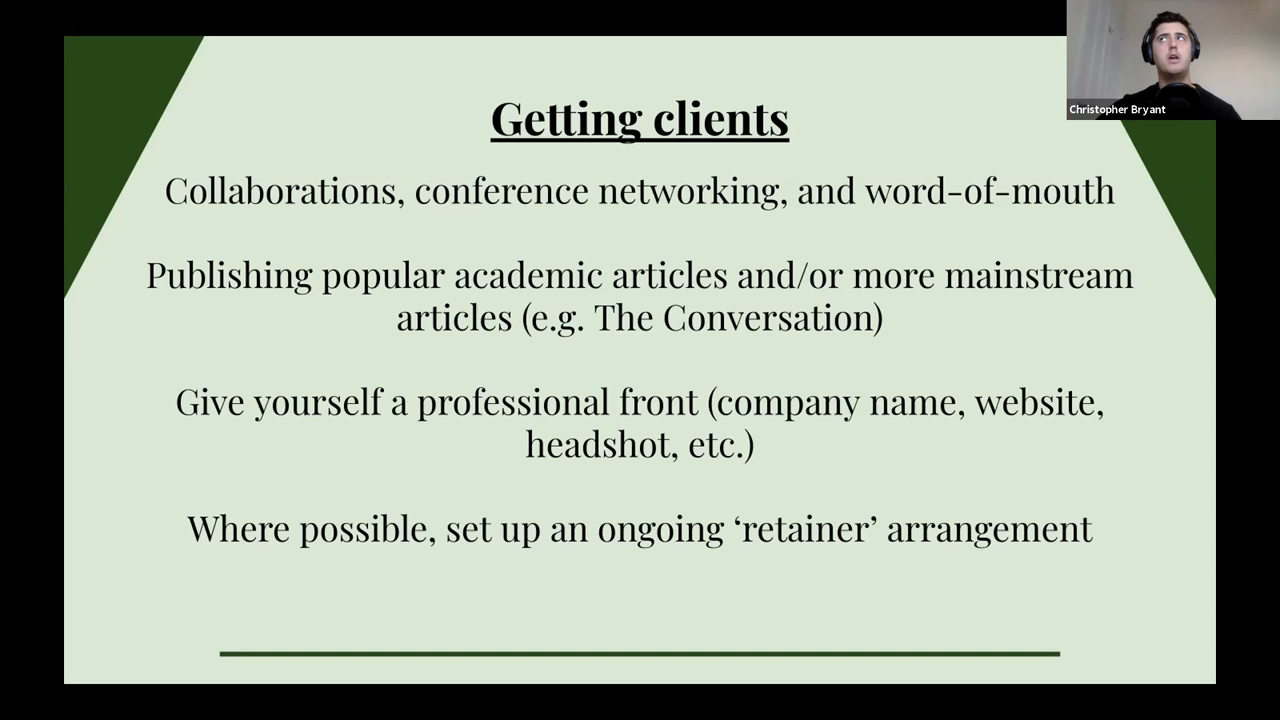 Getting clients
Christopher Bryant
Collaborations, conference networking, and word-of-mouth
Publishing popular academic articles and/or more mainstream
articles (e.g. The Conversation)
Give yourself a professional front (company name, website,
headshot, etc.)
Where possible, set up an ongoing ‘retainer’ arrangement